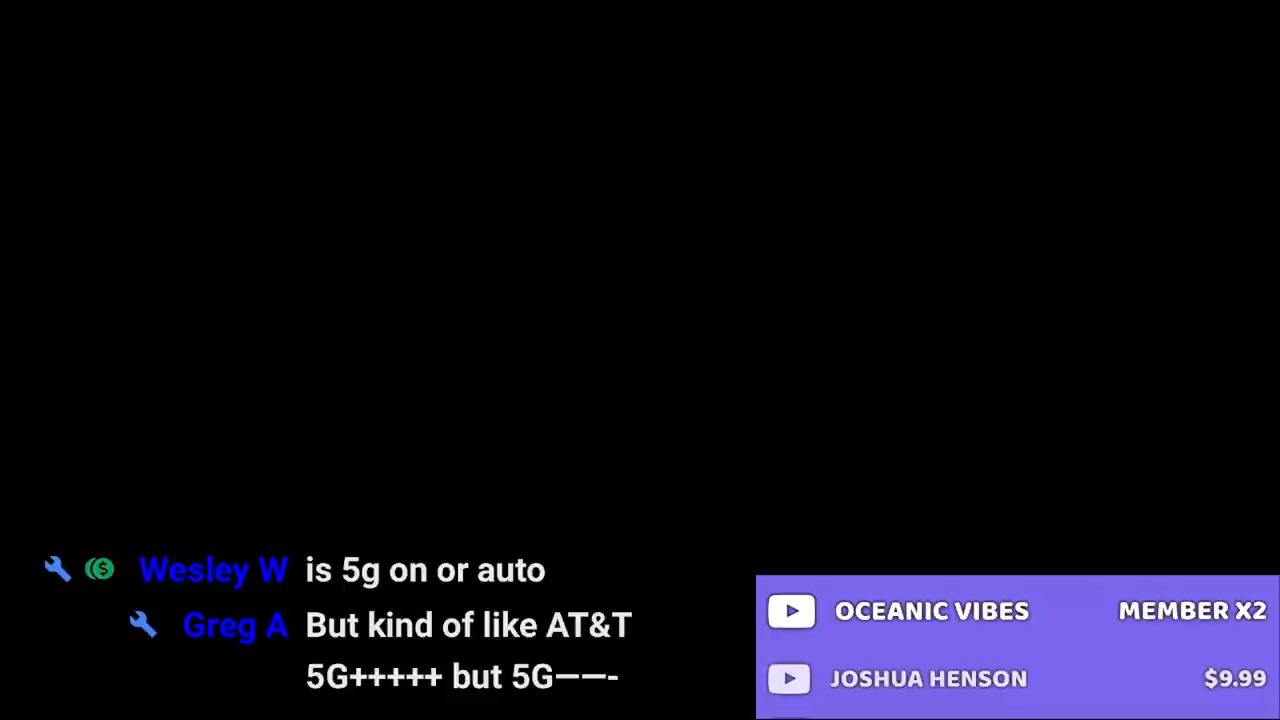 Wesley W is 5g on or auto
Greg A But kind of like AT&T
5G+++++ but 5G——-
OCEANIC VIBES MEMBER X2
JOSHUA HENSON $9.99